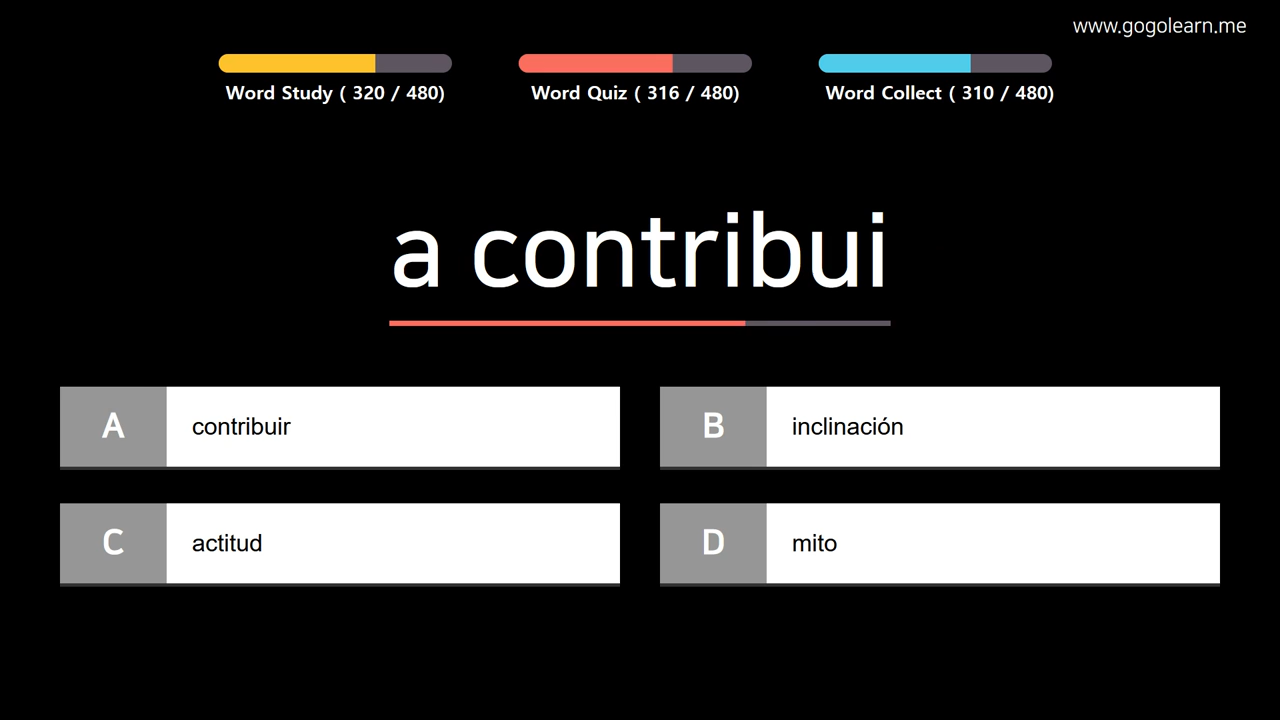 www.gogolearn.me
Word Study ( 320 / 480)
Word Quiz ( 316 / 480)
Word Collect ( 310 / 480)
a contribui
A
contribuir
B
inclinación
C
actitud
D
mito